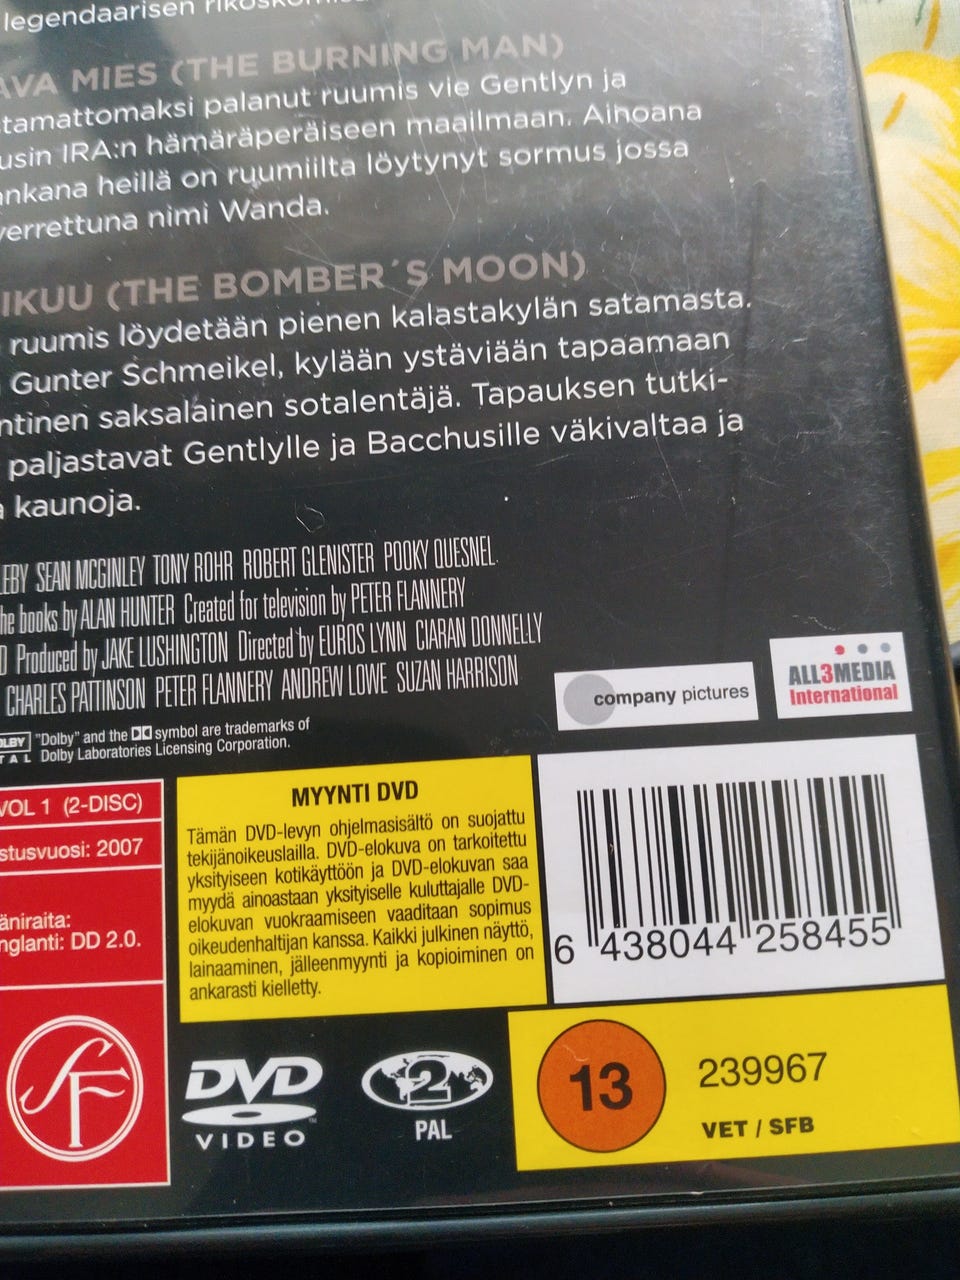 legendaarisen
AVA MIES (THE BURNING MAN)
stamattomaksi palanut ruumis vie Gentlyn ja
usin IRA:n hämäräperäiseen maailmaan. Ainoana
ankana heillä on ruumiilta löytynyt sormus jossa
verrettuna nimi Wanda.
IKUU (THE BOMBER´S MOON)
ruumis löydetään pienen kalastakylän satamasta.
Gunter Schmeikel, kylään ystäviään tapaamaan
ntinen saksalainen sotalentäjä. Tapauksen tutki-
paljastavat Gentlylle ja Bacchusille väkivaltaa ja
kaunoja.
LEBY SEAN MCGINLEY TONY ROHR ROBERT GLENISTER POOKY QUESNEL
he books by ALAN HUNTER Created for television by PETER FLANNERY
D Produced by JAKE LUSHINGTON Directed by EUROS LYNN CIARAN DONNELLY
CHARLES PATTINSON PETER FLANNERY ANDREW LOWE SUZAN HARRISON
company pictures
ALL3MEDIA
International
OLBY "Dolby" and the symbol are trademarks of
TAL Dolby Laboratories Licensing Corporation.
VOL 1 (2-DISC)
stusvuosi: 2007
äniraita:
nglanti: DD 2.0.
SF
MYYNTI DVD
Tämän DVD-levyn ohjelmasisältö on suojattu
tekijänoikeuslailla. DVD-elokuva on tarkoitettu
yksityiseen kotikäyttöön ja DVD-elokuvan saa
myydä ainoastaan yksityiselle kuluttajalle DVD-
elokuvan vuokraamiseen vaaditaan sopimus
oikeudenhaltijan kanssa. Kaikki julkinen näyttö,
lainaaminen, jälleenmyynti ja kopioiminen on
ankarasti kielletty.
6 438044 258455
DVD
VIDEO
™
2
PAL
13
239967
VET / SFB